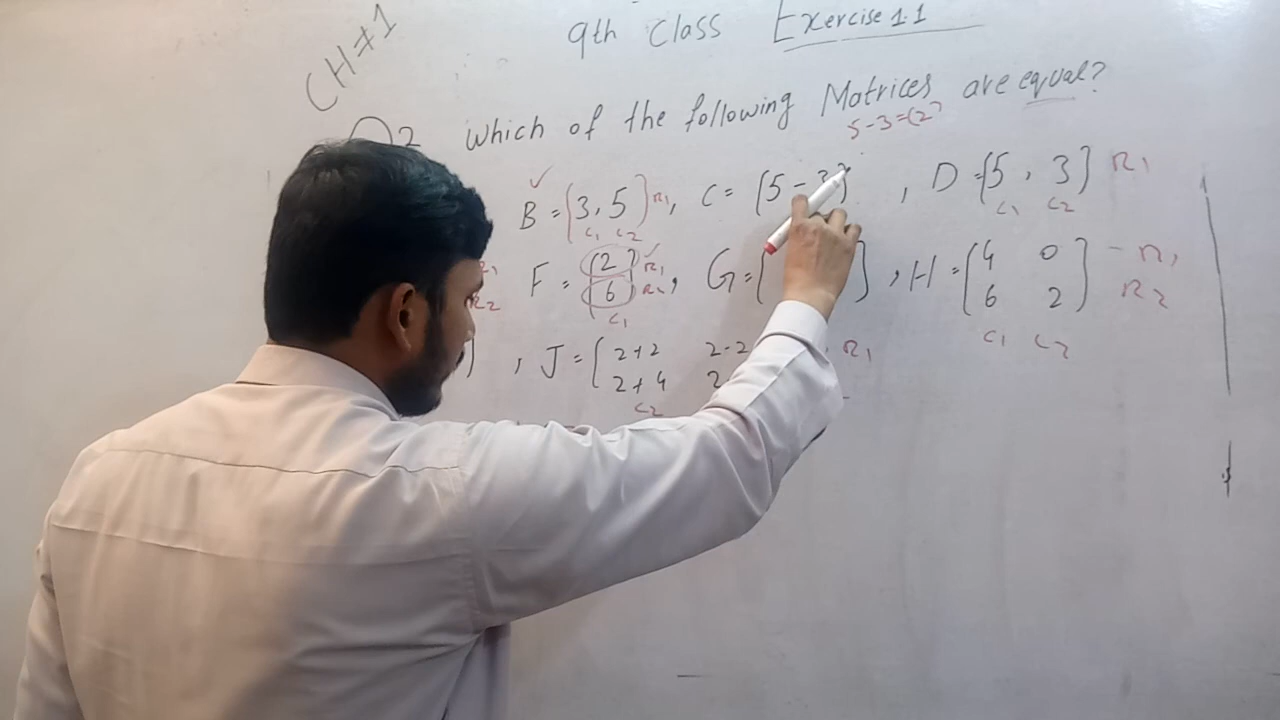 CH#1
9th Class Exercise 1.1
Q2 which of the following Matrices are equal?
5-3=(2)
B = [3, 5] R1, C = [5-3], D = [5, 3] R1
C1 C2 C1 C2
R1
F = [2] R1, G = [ ], H = [4 0] - R1
R2 [6] R2 [6 2] R2
C1 C1 C2
, J = [2+2 2-2 R1
[2+4 2
C2